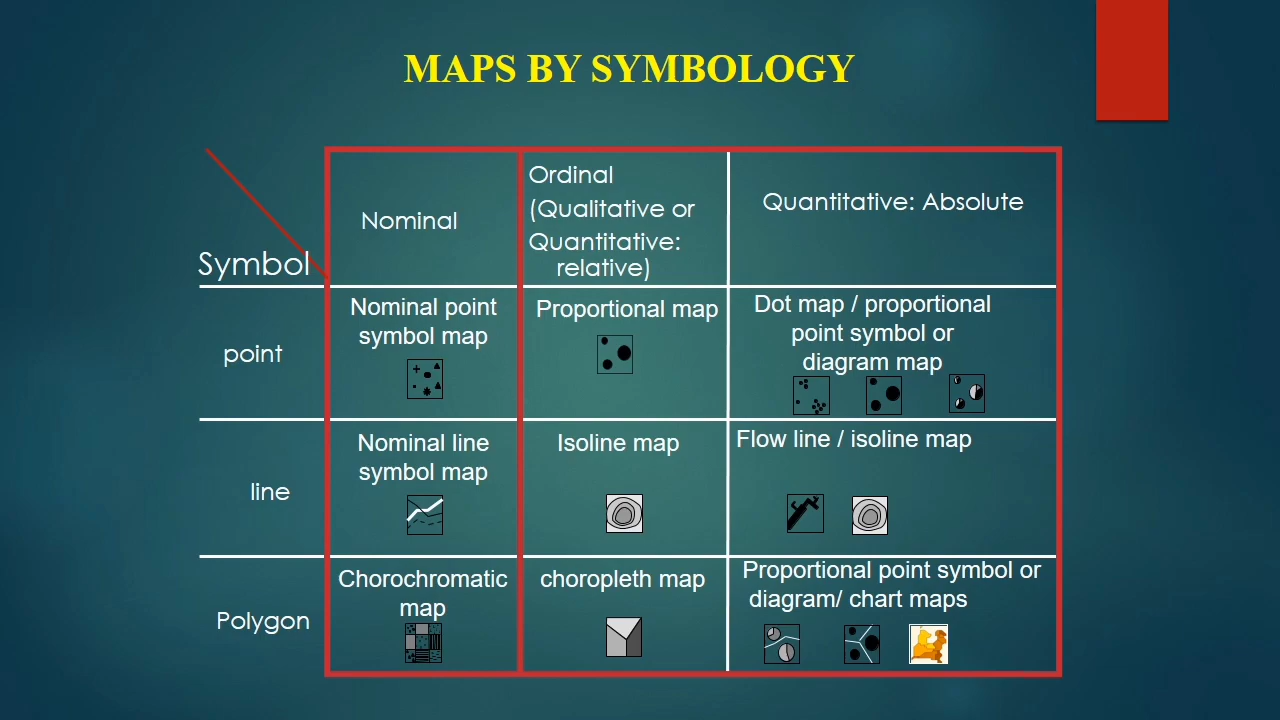 MAPS BY SYMBOLOGY
Symbol
Nominal
Ordinal
(Qualitative or
Quantitative:
relative)
Quantitative: Absolute
point
Nominal point
symbol map
Proportional map
Dot map / proportional
point symbol or
diagram map
line
Nominal line
symbol map
Isoline map
Flow line / isoline map
Polygon
Chorochromatic
map
choropleth map
Proportional point symbol or
diagram/ chart maps